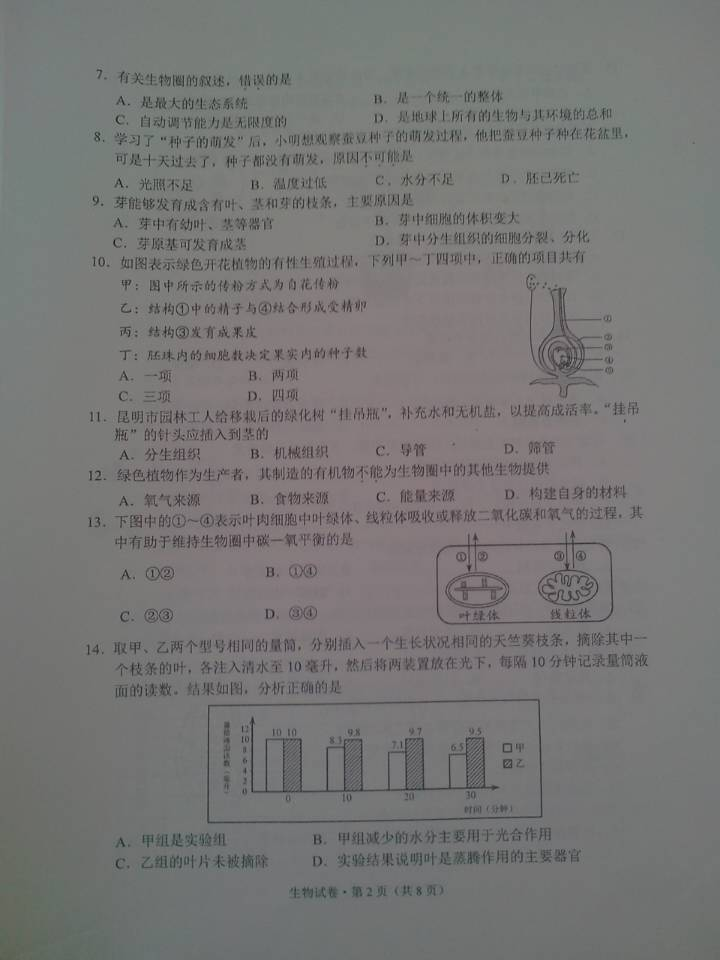 7. 有关生物圈的叙述，错误的是
A. 是最大的生态系统 B. 是一个统一的整体
C. 自动调节能力是无限度的 D. 是地球上所有的生物与其环境的总和
8. 学习了“种子的萌发”后，小明想观察蚕豆种子的萌发过程，他把蚕豆种子种在花盆里，
可是十天过去了，种子都没有萌发，原因不可能是
A. 光照不足 B. 温度过低 C. 水分不足 D. 胚已死亡
9. 芽能够发育成含有叶、茎和芽的枝条，主要原因是
A. 芽中有幼叶、茎等器官 B. 芽中细胞的体积变大
C. 芽原基可发育成茎 D. 芽中分生组织的细胞分裂、分化
10. 如图表示绿色开花植物的有性生殖过程，下列甲～丁四项中，正确的项目共有
甲：图中所示的传粉方式为自花传粉
乙：结构①中的精子与④结合形成受精卵
丙：结构③发育成果皮
丁：胚珠内的细胞数决定果实内的种子数
A. 一项 B. 两项
C. 三项 D. 四项
①
②
③
④
⑤
11. 昆明市园林工人给移栽后的绿化树“挂吊瓶”，补充水和无机盐，以提高成活率。“挂吊
瓶”的针头应插入到茎的
A. 分生组织 B. 机械组织 C. 导管 D. 筛管
12. 绿色植物作为生产者，其制造的有机物不能为生物圈中的其他生物提供
A. 氧气来源 B. 食物来源 C. 能量来源 D. 构建自身的材料
13. 下图中的①～④表示叶肉细胞中叶绿体、线粒体吸收或释放二氧化碳和氧气的过程，其
中有助于维持生物圈中碳—氧平衡的是
A. ①② B. ①④
C. ②③ D. ③④
① ② ③ ④
叶绿体 线粒体
14. 取甲、乙两个型号相同的量筒，分别插入一个生长状况相同的天竺葵枝条，摘除其中一
个枝条的叶，各注入清水至 10 毫升，然后将两装置放在光下，每隔 10 分钟记录量筒液
面的读数。结果如图，分析正确的是
量筒液面读数（毫升）
12
10
8
6
4
2
0
10 10 8.3 9.8 7.1 9.7 6.5 9.5
甲
乙
0 10 20 30
时间（分钟）
A. 甲组是实验组 B. 甲组减少的水分主要用于光合作用
C. 乙组的叶片未被摘除 D. 实验结果说明叶是蒸腾作用的主要器官
生物试卷·第 2 页（共 8 页）